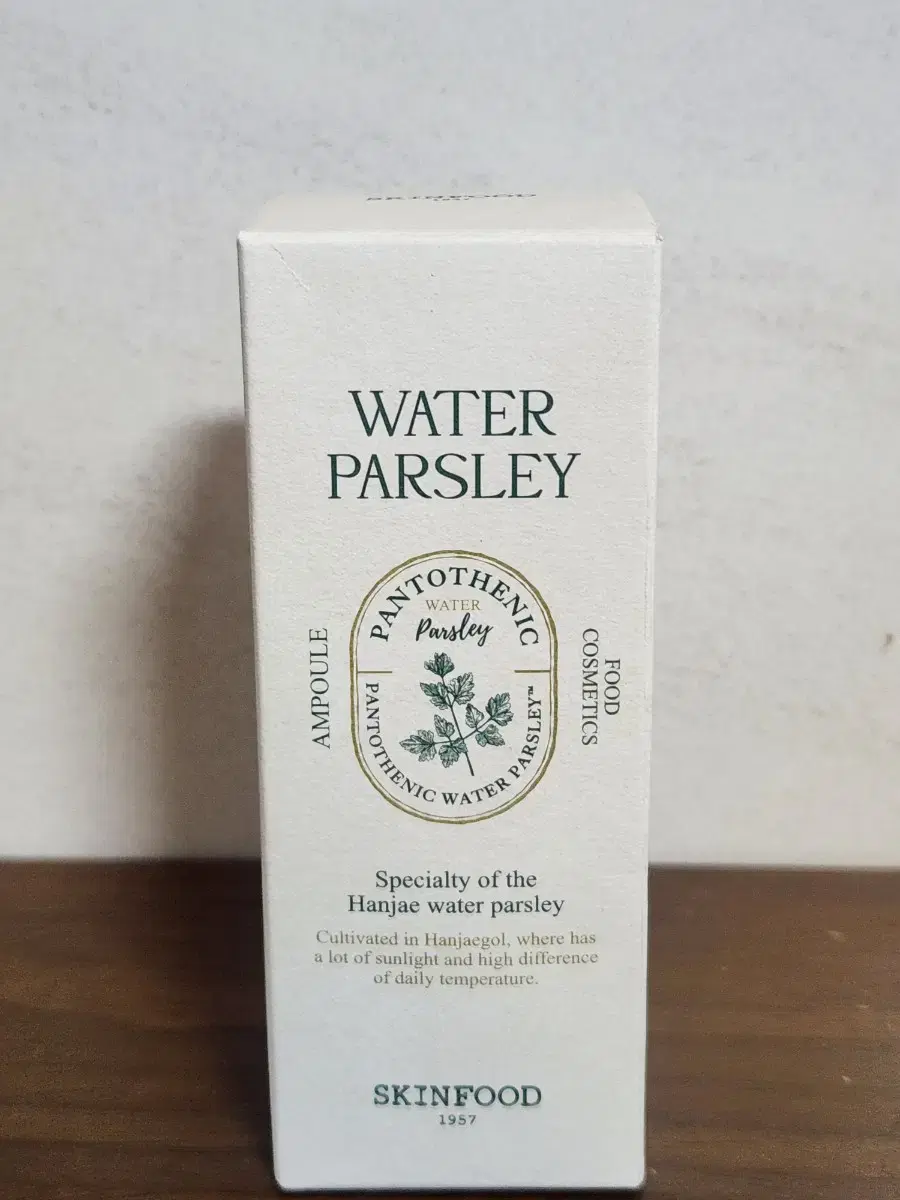 SKINFOOD
WATER
PARSLEY
PANTOTHENIC
WATER
Parsley
PANTOTHENIC WATER PARSLEY™
AMPOULE
FOOD
COSMETICS
Specialty of the
Hanjae water parsley
Cultivated in Hanjaegol, where has
a lot of sunlight and high difference
of daily temperature.
SKINFOOD
1957